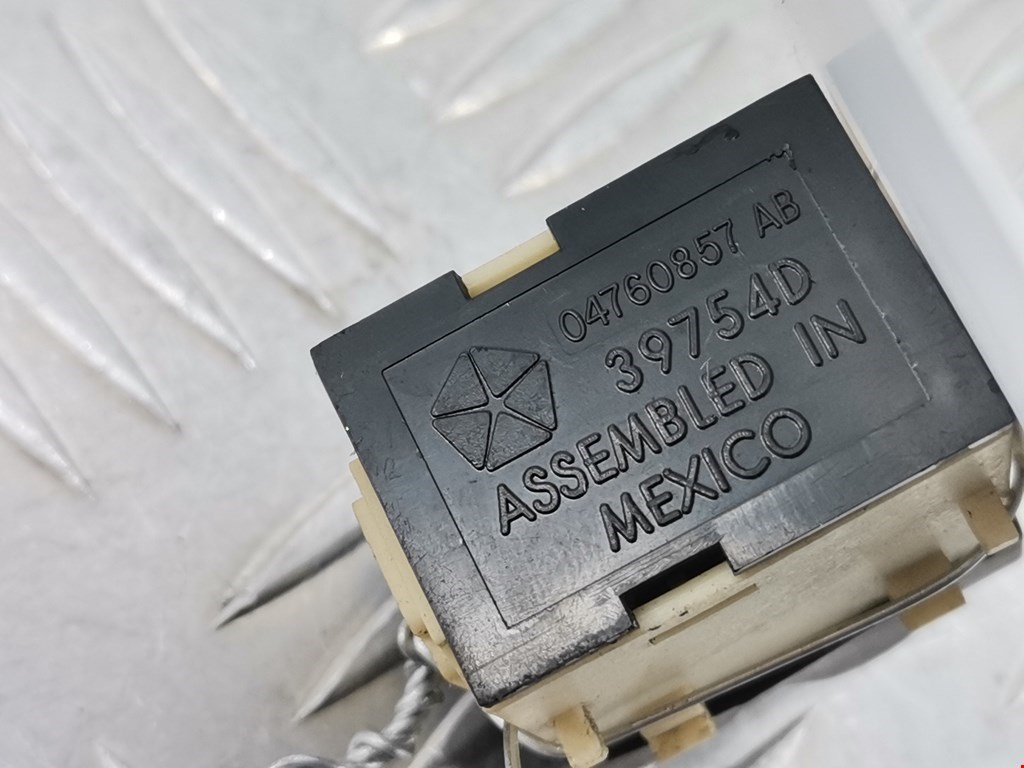 04760857 AB
39754D
ASSEMBLED IN
MEXICO